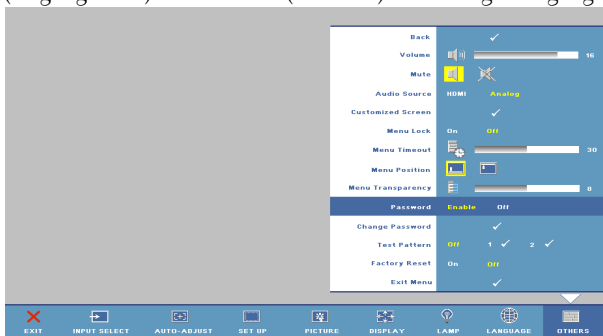 Back
Volume 16
Mute
Audio Source HDMI Analog
Customized Screen
Menu Lock On Off
Menu Timeout 30
Menu Position
Menu Transparency 0
Password Enable Off
Change Password
Test Pattern Off 1 2
Factory Reset On Off
Exit Menu
EXIT INPUT SELECT AUTO-ADJUST SET UP PICTURE DISPLAY LAMP LANGUAGE OTHERS